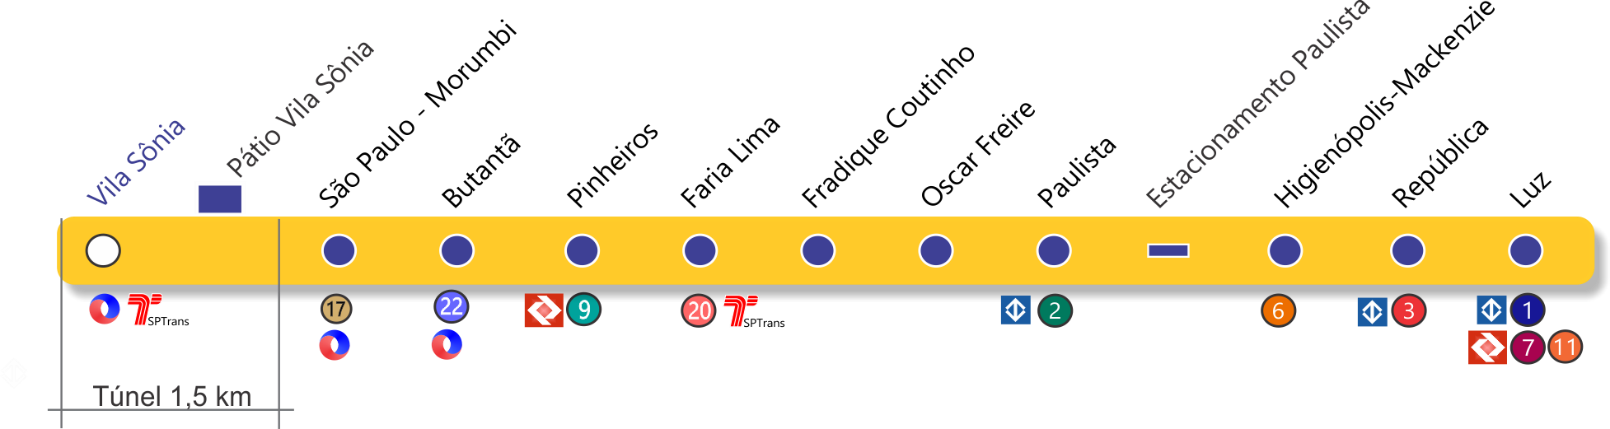 Vila Sônia
Pátio Vila Sônia
São Paulo - Morumbi
Butantã
Pinheiros
Faria Lima
Fradique Coutinho
Oscar Freire
Paulista
Estacionamento Paulista
Higienópolis-Mackenzie
República
Luz
SPTrans
17
22
9
20
SPTrans
2
6
3
1
7
11
Túnel 1,5 km